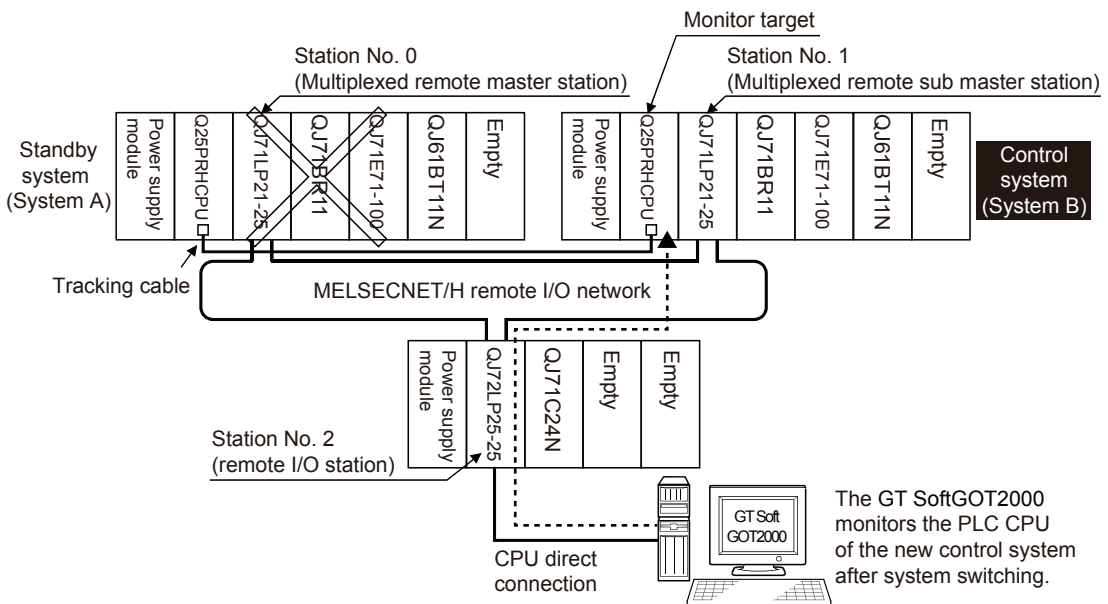 Monitor target
Station No. 0
(Multiplexed remote master station)
Station No. 1
(Multiplexed remote sub master station)
Standby
system
(System A)
Power supply
module
Q25PRHCPU
QJ71LP21-25
QJ71BR11
QJ71E71-100
QJ61BT11N
Empty
Power supply
module
Q25PRHCPU
QJ71LP21-25
QJ71BR11
QJ71E71-100
QJ61BT11N
Empty
Control
system
(System B)
Tracking cable
MELSECNET/H remote I/O network
Power supply
module
QJ72LP25-25
QJ71C24N
Empty
Empty
Station No. 2
(remote I/O station)
CPU direct
connection
GT Soft
GOT2000
The GT SoftGOT2000
monitors the PLC CPU
of the new control system
after system switching.